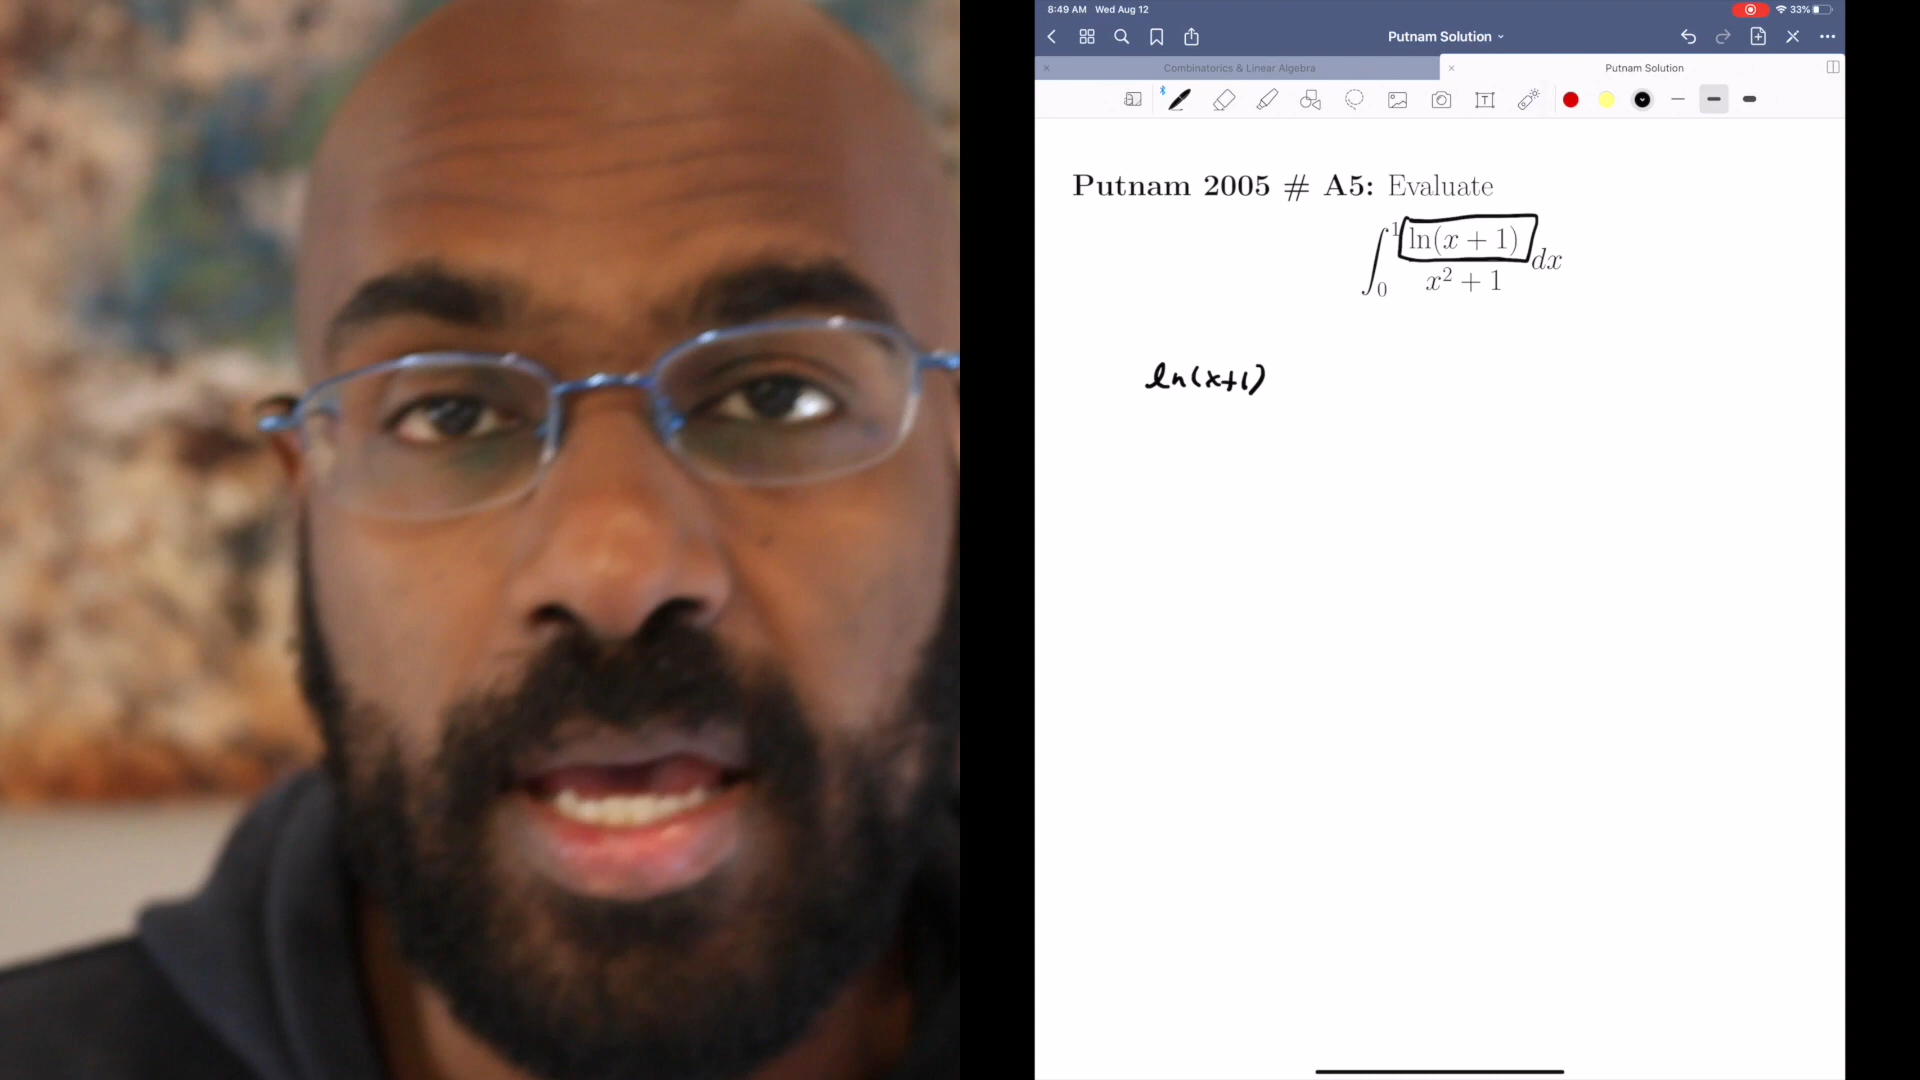 8:49 AM Wed Aug 12
33%
Putnam Solution
Combinatorics & Linear Algebra
Putnam Solution
Putnam 2005 # A5: Evaluate
∫₀¹ ln(x + 1) / x² + 1 dx
ln(x+1)